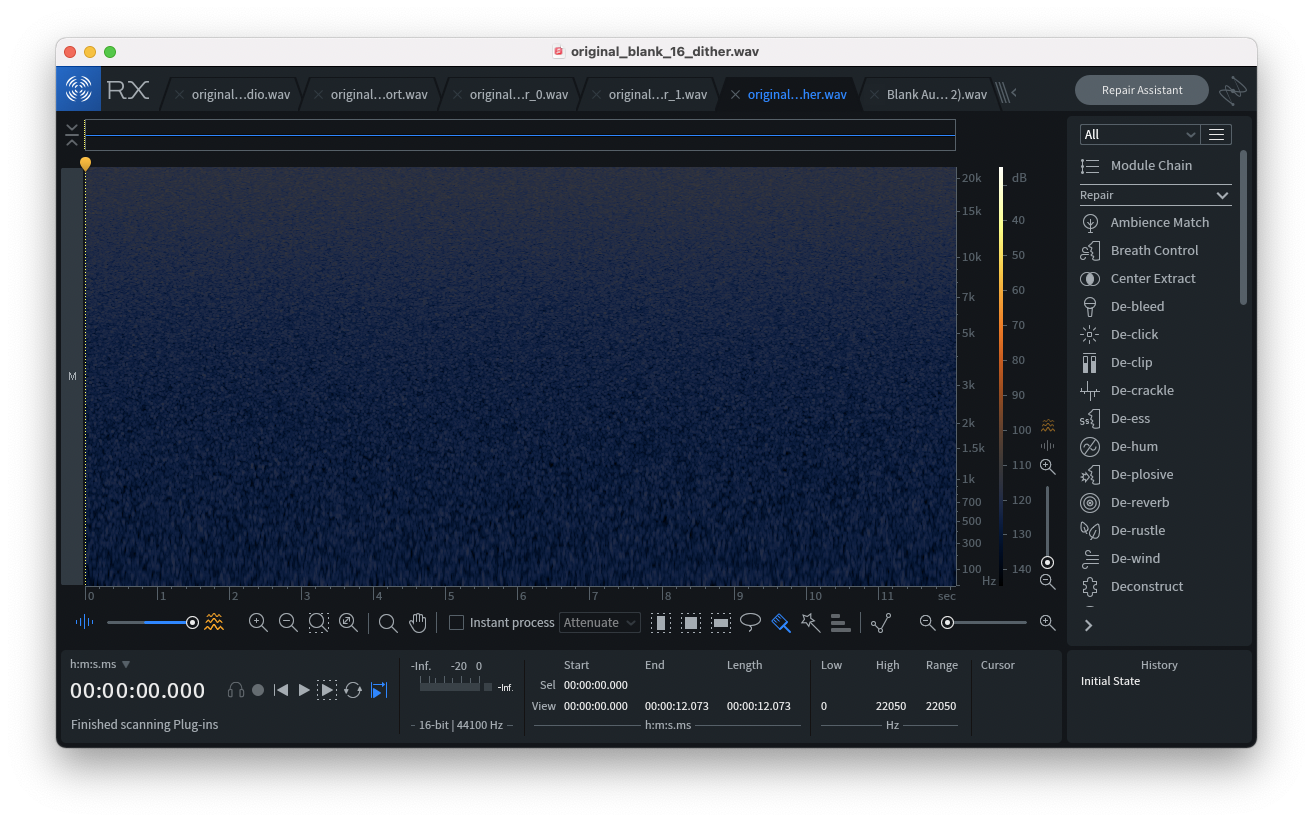 original_blank_16_dither.wav
RX
original...dio.wav
original...ort.wav
original...r_0.wav
original...r_1.wav
original...her.wav
Blank Au... 2).wav
Repair Assistant
All
Module Chain
Repair
Ambience Match
Breath Control
Center Extract
De-bleed
De-click
De-clip
De-crackle
De-ess
De-hum
De-plosive
De-reverb
De-rustle
De-wind
Deconstruct
M
20k
15k
10k
7k
5k
3k
2k
1.5k
1k
700
500
300
100
Hz
dB
40
50
60
70
80
90
100
110
120
130
140
0 1 2 3 4 5 6 7 8 9 10 11 sec
Instant process
Attenuate
h:m:s.ms
00:00:00.000
Finished scanning Plug-ins
-Inf. -20 0
-Inf.
16-bit | 44100 Hz
Start End Length
Sel 00:00:00.000
View 00:00:00.000 00:00:12.073 00:00:12.073
h:m:s.ms
Low High Range
0 22050 22050
Hz
Cursor
History
Initial State